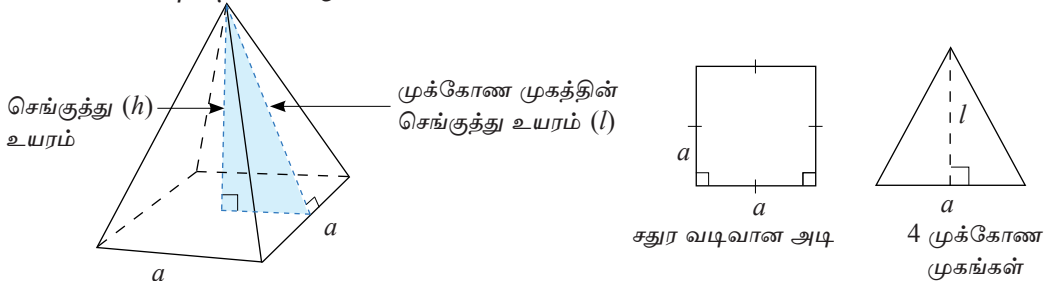 செங்குத்து (h)
உயரம்
முக்கோண முகத்தின்
செங்குத்து உயரம் (l)
a
a
a
a
சதுர வடிவான அடி
l
a
4 முக்கோண
முகங்கள்